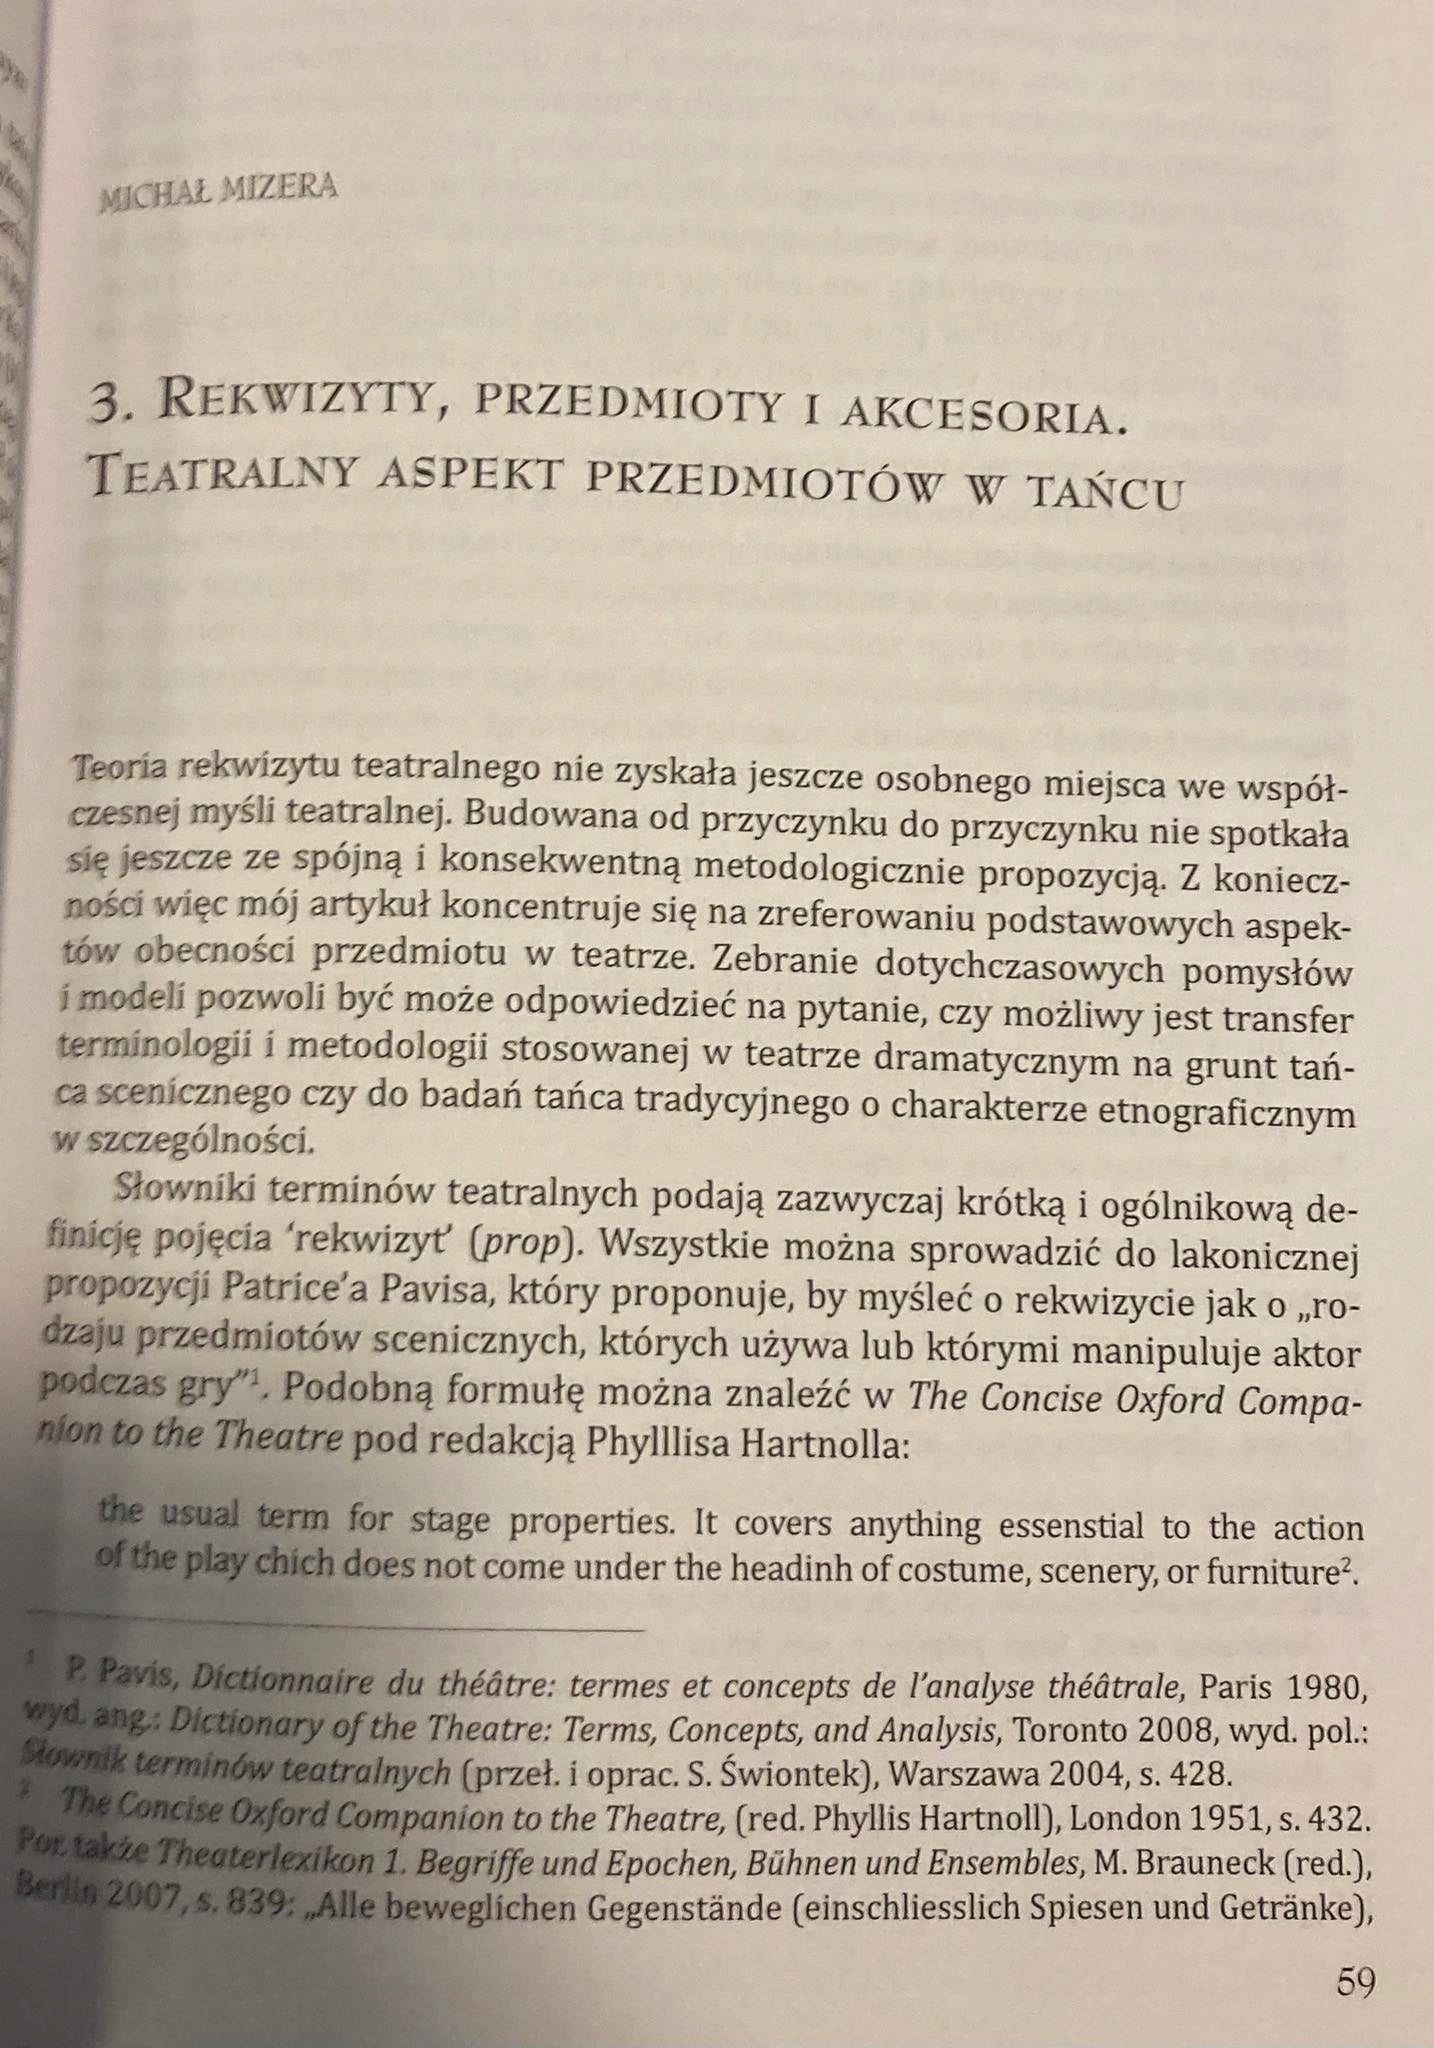 MICHAŁ MIZERA
3. Rekwizyty, przedmioty i akcesoria.
Teatralny aspekt przedmiotów w tańcu
Teoria rekwizytu teatralnego nie zyskała jeszcze osobnego miejsca we współ-
czesnej myśli teatralnej. Budowana od przyczynku do przyczynku nie spotkała
się jeszcze ze spójną i konsekwentną metodologicznie propozycją. Z koniecz-
ności więc mój artykuł koncentruje się na zreferowaniu podstawowych aspek-
tów obecności przedmiotu w teatrze. Zebranie dotychczasowych pomysłów
i modeli pozwoli być może odpowiedzieć na pytanie, czy możliwy jest transfer
terminologii i metodologii stosowanej w teatrze dramatycznym na grunt tań-
ca scenicznego czy do badań tańca tradycyjnego o charakterze etnograficznym
w szczególności.
Słowniki terminów teatralnych podają zazwyczaj krótką i ogólnikową de-
finicję pojęcia ‘rekwizyt’ (prop). Wszystkie można sprowadzić do lakonicznej
propozycji Patrice’a Pavisa, który proponuje, by myśleć o rekwizycie jak o „ro-
dzaju przedmiotów scenicznych, których używa lub którymi manipuluje aktor
podczas gry”¹. Podobną formułę można znaleźć w The Concise Oxford Compa-
nion to the Theatre pod redakcją Phylllisa Hartnolla:
the usual term for stage properties. It covers anything essenstial to the action
of the play chich does not come under the headinh of costume, scenery, or furniture².
¹ P. Pavis, Dictionnaire du théâtre: termes et concepts de l’analyse théâtrale, Paris 1980,
wyd. ang.: Dictionary of the Theatre: Terms, Concepts, and Analysis, Toronto 2008, wyd. pol.:
Słownik terminów teatralnych (przeł. i oprac. S. Świontek), Warszawa 2004, s. 428.
² The Concise Oxford Companion to the Theatre, (red. Phyllis Hartnoll), London 1951, s. 432.
Por. także Theaterlexikon 1. Begriffe und Epochen, Bühnen und Ensembles, M. Brauneck (red.),
Berlin 2007, s. 839: „Alle beweglichen Gegenstände (einschliesslich Spiesen und Getränke),
59